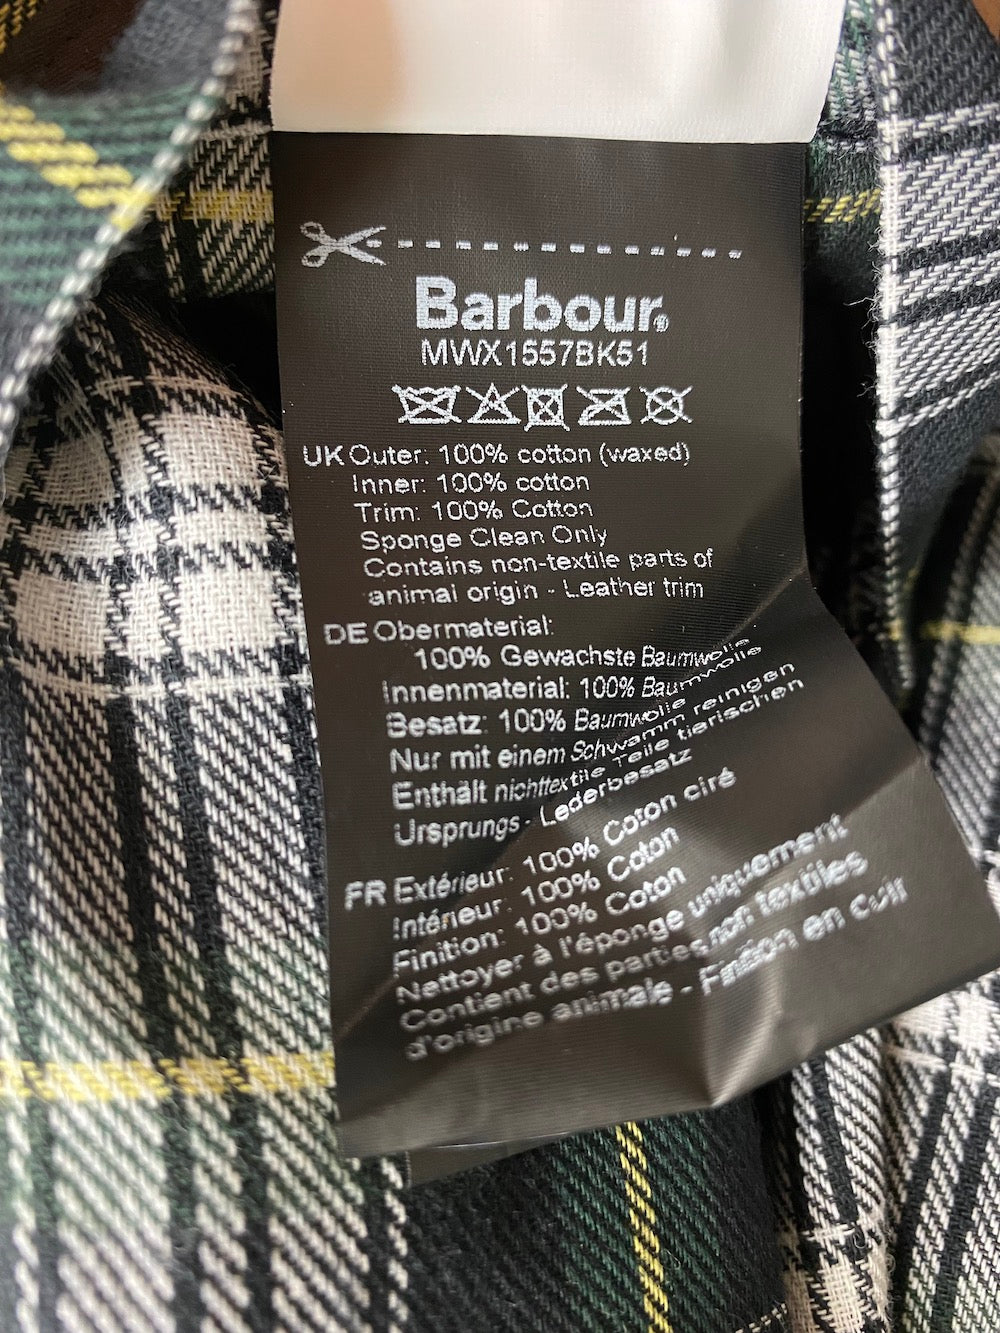 Barbour®
MWX1557BK51
UK Outer: 100% cotton (waxed)
Inner: 100% cotton
Trim: 100% Cotton
Sponge Clean Only
Contains non-textile parts of
animal origin - Leather trim
DE Obermaterial:
100% Gewachste Baumwolle
Innenmaterial: 100% Baumwolle
Besatz: 100% Baumwolle
Nur mit einem Schwamm reinigen
Enthält nichttextile Teile tierischen
Ursprungs - Lederbesatz
FR Extérieur: 100% Coton ciré
Intérieur: 100% Coton
Finition: 100% Coton
Nettoyer à l'éponge uniquement
Contient des parties non textiles
d'origine animale - Finition en cuir